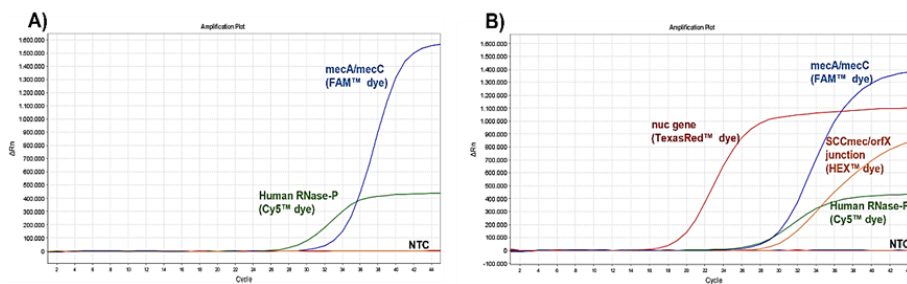 A)
Amplification Plot
1.600.000
1.500.000
1.400.000
1.300.000
1.200.000
1.100.000
1.000.000
900.000
800.000
700.000
600.000
500.000
400.000
300.000
200.000
100.000
0
ΔRn
mecA/mecC
(FAM™ dye)
Human RNase-P
(Cy5™ dye)
NTC
2 4 6 8 10 12 14 16 18 20 22 24 26 28 30 32 34 36 38 40 42 44
Cycle
B)
Amplification Plot
1.600.000
1.500.000
1.400.000
1.300.000
1.200.000
1.100.000
1.000.000
900.000
800.000
700.000
600.000
500.000
400.000
300.000
200.000
100.000
0
-100.000
ΔRn
mecA/mecC
(FAM™ dye)
nuc gene
(TexasRed™ dye)
SCCmec/orfX
junction
(HEX™ dye)
Human RNase-P
(Cy5™ dye)
NTC
2 4 6 8 10 12 14 16 18 20 22 24 26 28 30 32 34 36 38 40 42 44
Cycle